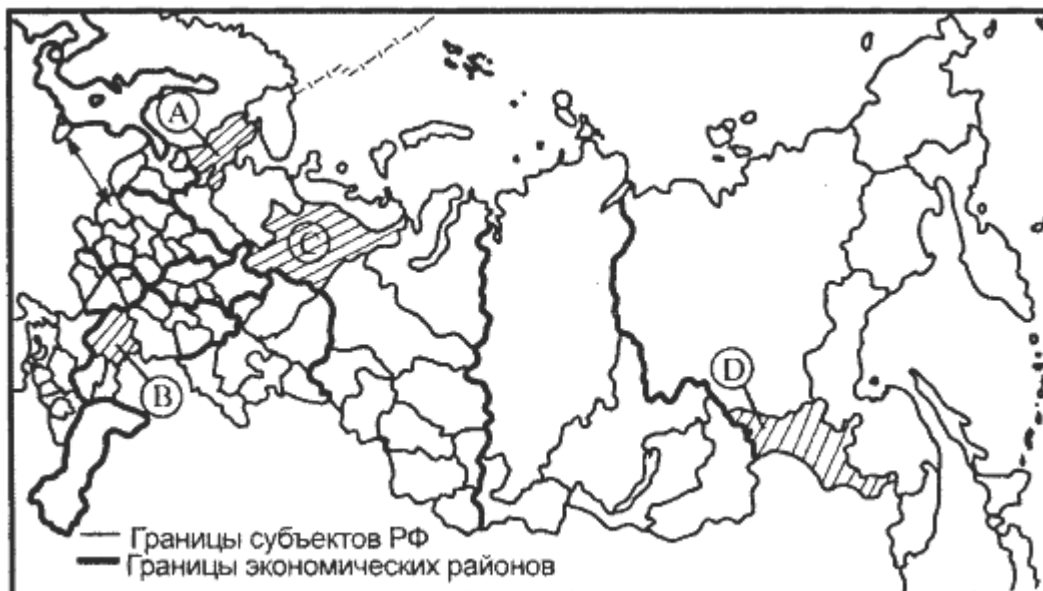 A
C
B
D
Границы субъектов РФ
Границы экономических районов